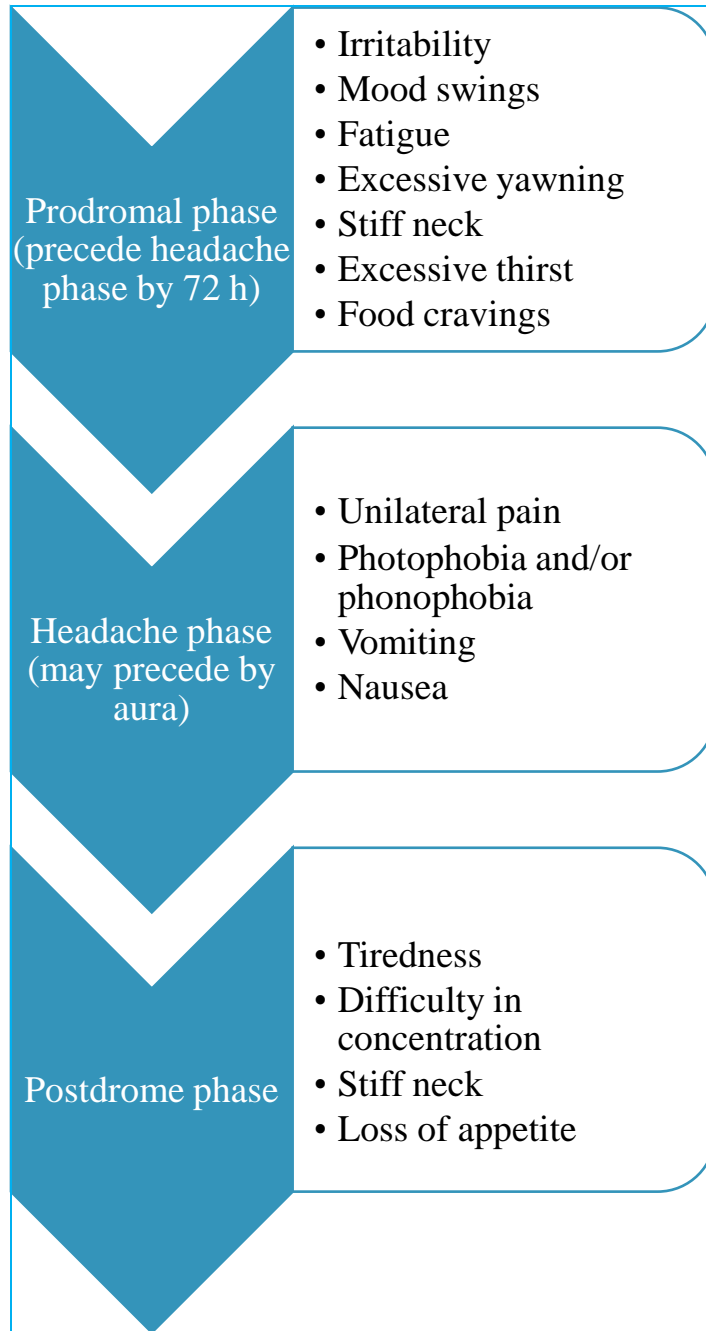 Prodromal phase
(precede headache
phase by 72 h)
• Irritability
• Mood swings
• Fatigue
• Excessive yawning
• Stiff neck
• Excessive thirst
• Food cravings
Headache phase
(may precede by
aura)
• Unilateral pain
• Photophobia and/or
phonophobia
• Vomiting
• Nausea
Postdrome phase
• Tiredness
• Difficulty in
concentration
• Stiff neck
• Loss of appetite